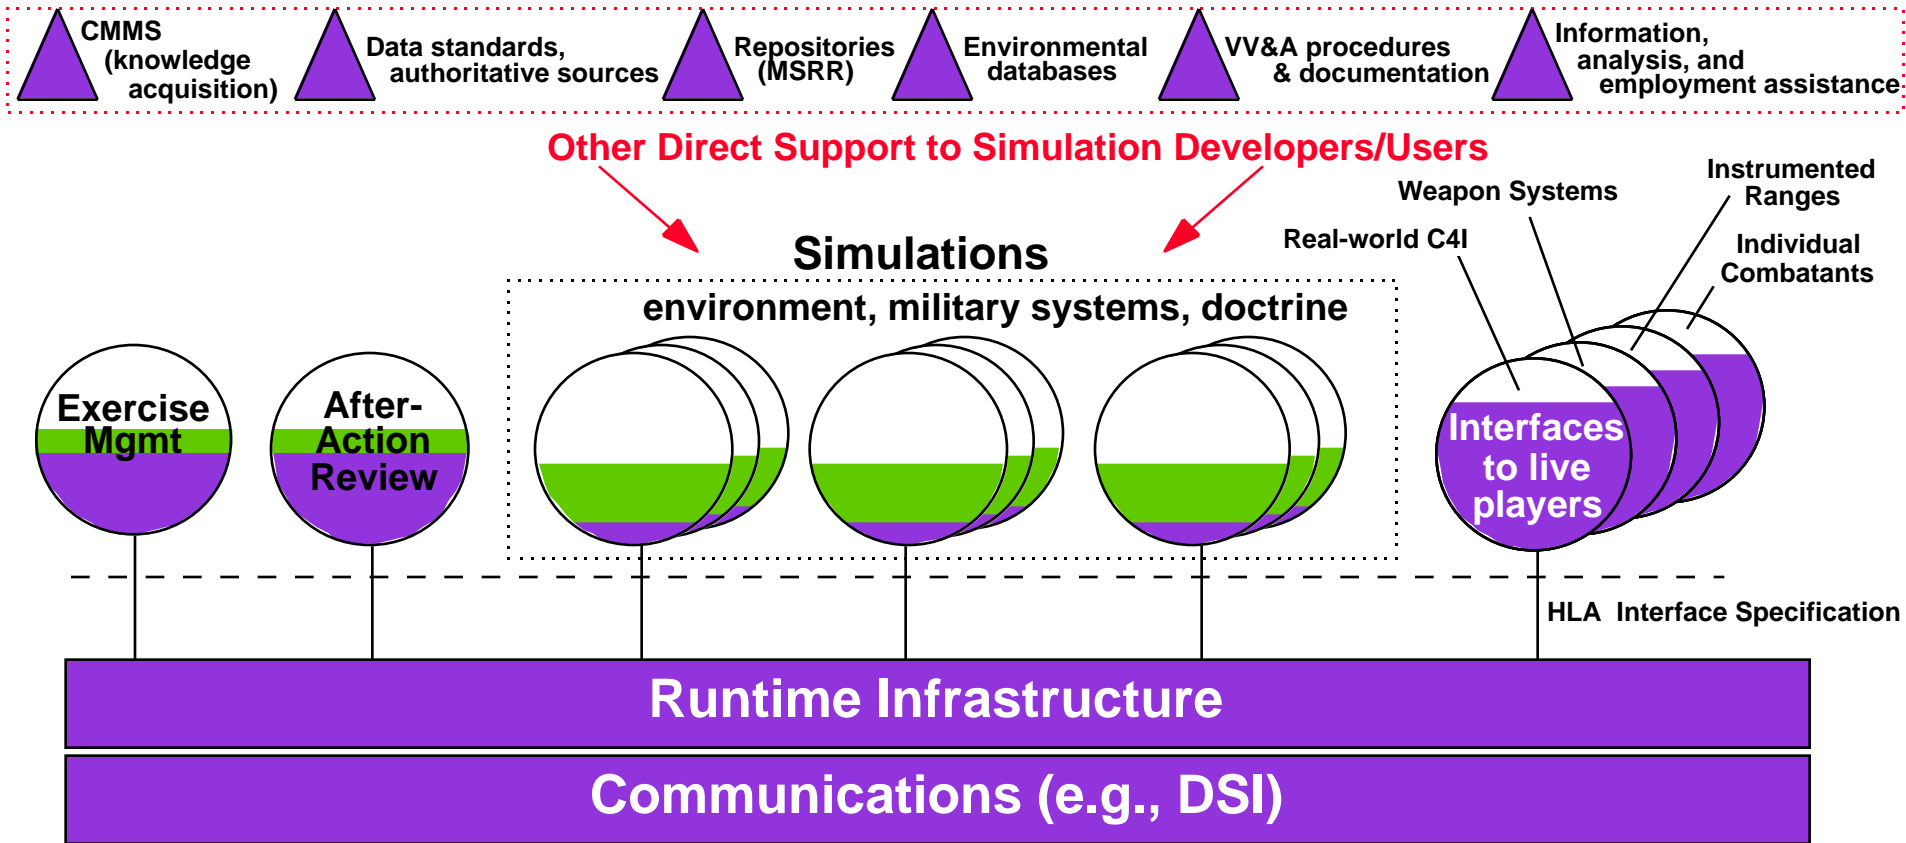 CMMS
(knowledge
acquisition)
Data standards,
authoritative sources
Repositories
(MSRR)
Environmental
databases
VV&A procedures
& documentation
Information,
analysis, and
employment assistance
Other Direct Support to Simulation Developers/Users
Instrumented
Ranges
Weapon Systems
Real-world C4I
Individual
Combatants
Simulations
environment, military systems, doctrine
Exercise
Mgmt
After-
Action
Review
Interfaces
to live
players
HLA Interface Specification
Runtime Infrastructure
Communications (e.g., DSI)